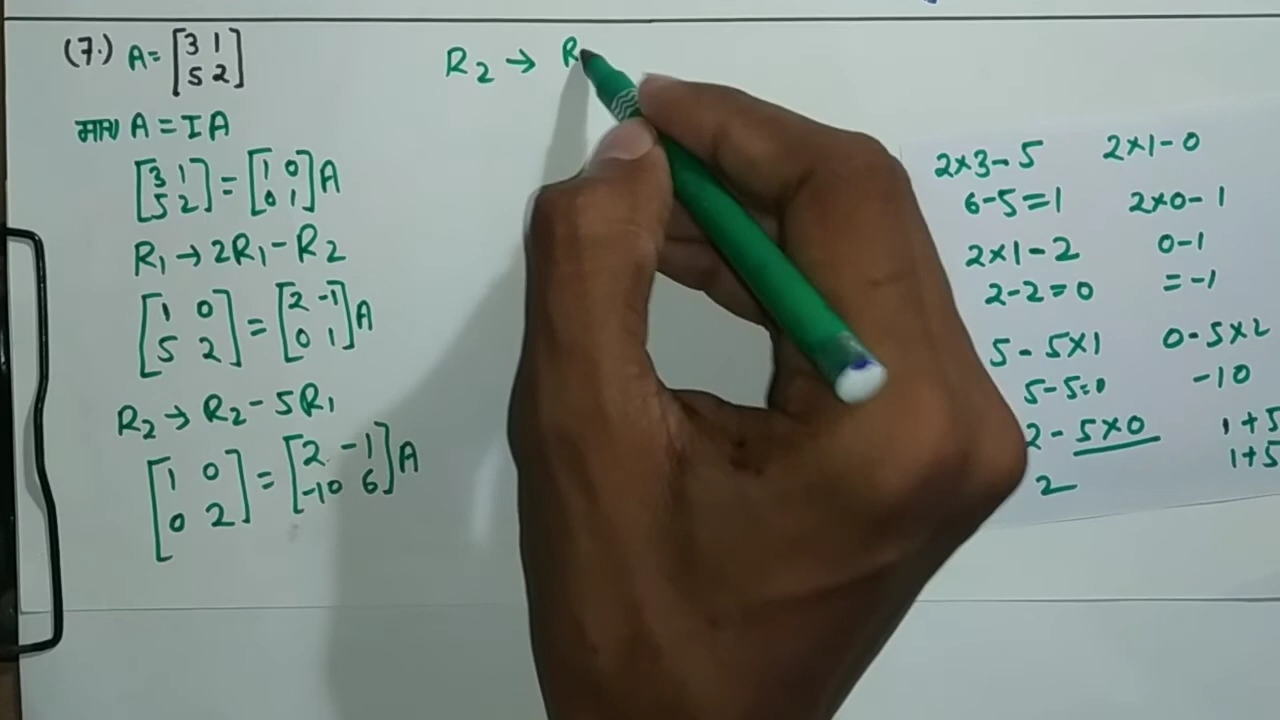 (7.) A = [3 1
5 2]
माना A = IA
[3 1
5 2] = [1 0
0 1] A
R₁ → 2R₁ - R₂
[1 0
5 2] = [2 -1
0 1] A
R₂ → R₂ - 5R₁
[1 0
0 2] = [2 -1
-10 6] A
R₂ → R
2×3-5
6-5=1
2×1-2
2-2=0
5-5×1
5-5=0
2-5×0
2
2×1-0
2×0-1
0-1
=-1
0-5×2
-10
1+5
1+5